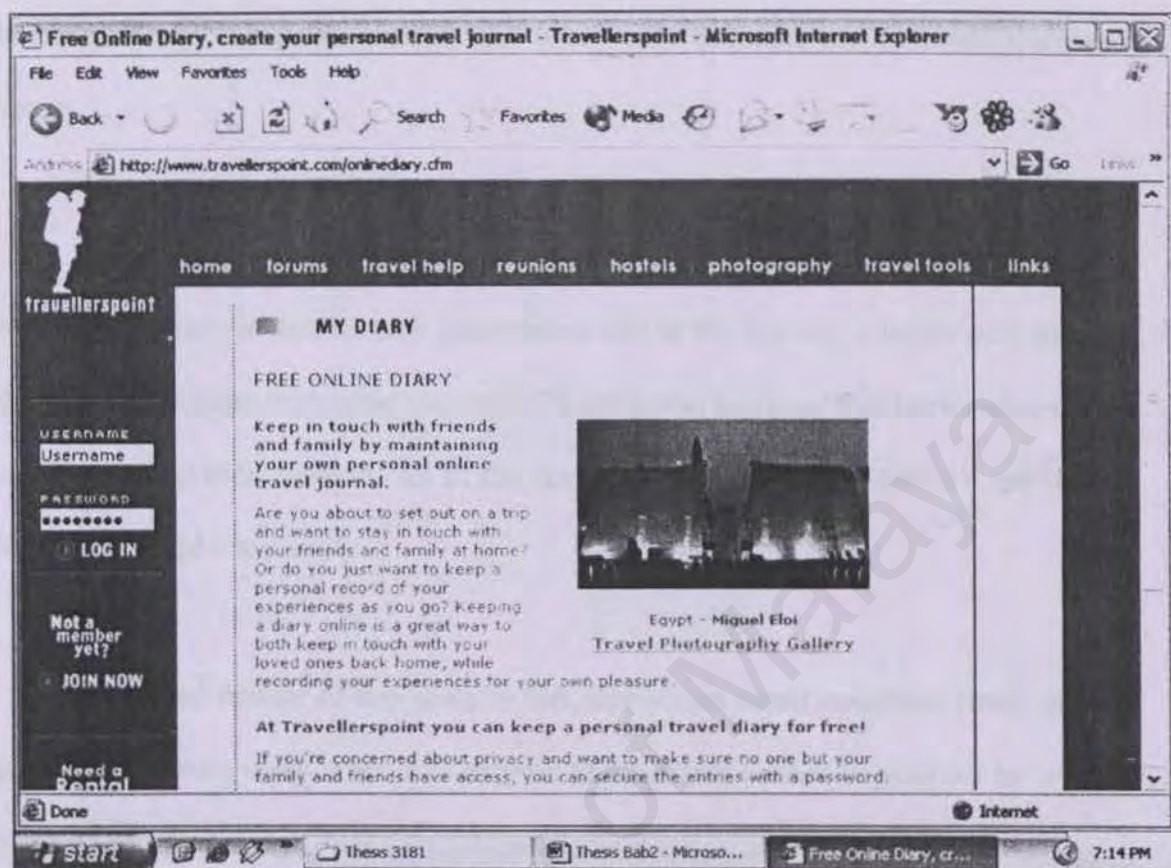 Free Online Diary, create your personal travel journal - Travellerspoint - Microsoft Internet Explorer
File Edit View Favorites Tools Help
Back Search Favorites Media
Address http://www.travellerspoint.com/onlinediary.cfm Go Links »
travellerspoint
home forums travel help reunions hostels photography travel tools links
USERNAME
Username
PASSWORD
LOG IN
Not a
member
yet?
JOIN NOW
Need a
Rental
MY DIARY
FREE ONLINE DIARY
Keep in touch with friends
and family by maintaining
your own personal online
travel journal.
Are you about to set out on a trip
and want to stay in touch with
your friends and family at home?
Or do you just want to keep a
personal record of your
experiences as you go? Keeping
a diary online is a great way to
both keep in touch with your
loved ones back home, while
recording your experiences for your own pleasure.
Egypt - Miguel Eloi
Travel Photography Gallery
At Travellerspoint you can keep a personal travel diary for free!
If you're concerned about privacy and want to make sure no one but your
family and friends have access, you can secure the entries with a password.
Done Internet
start » Thesis 3181 Thesis Bab2 - Microso... Free Online Diary, cr... 7:14 PM
of Malaya